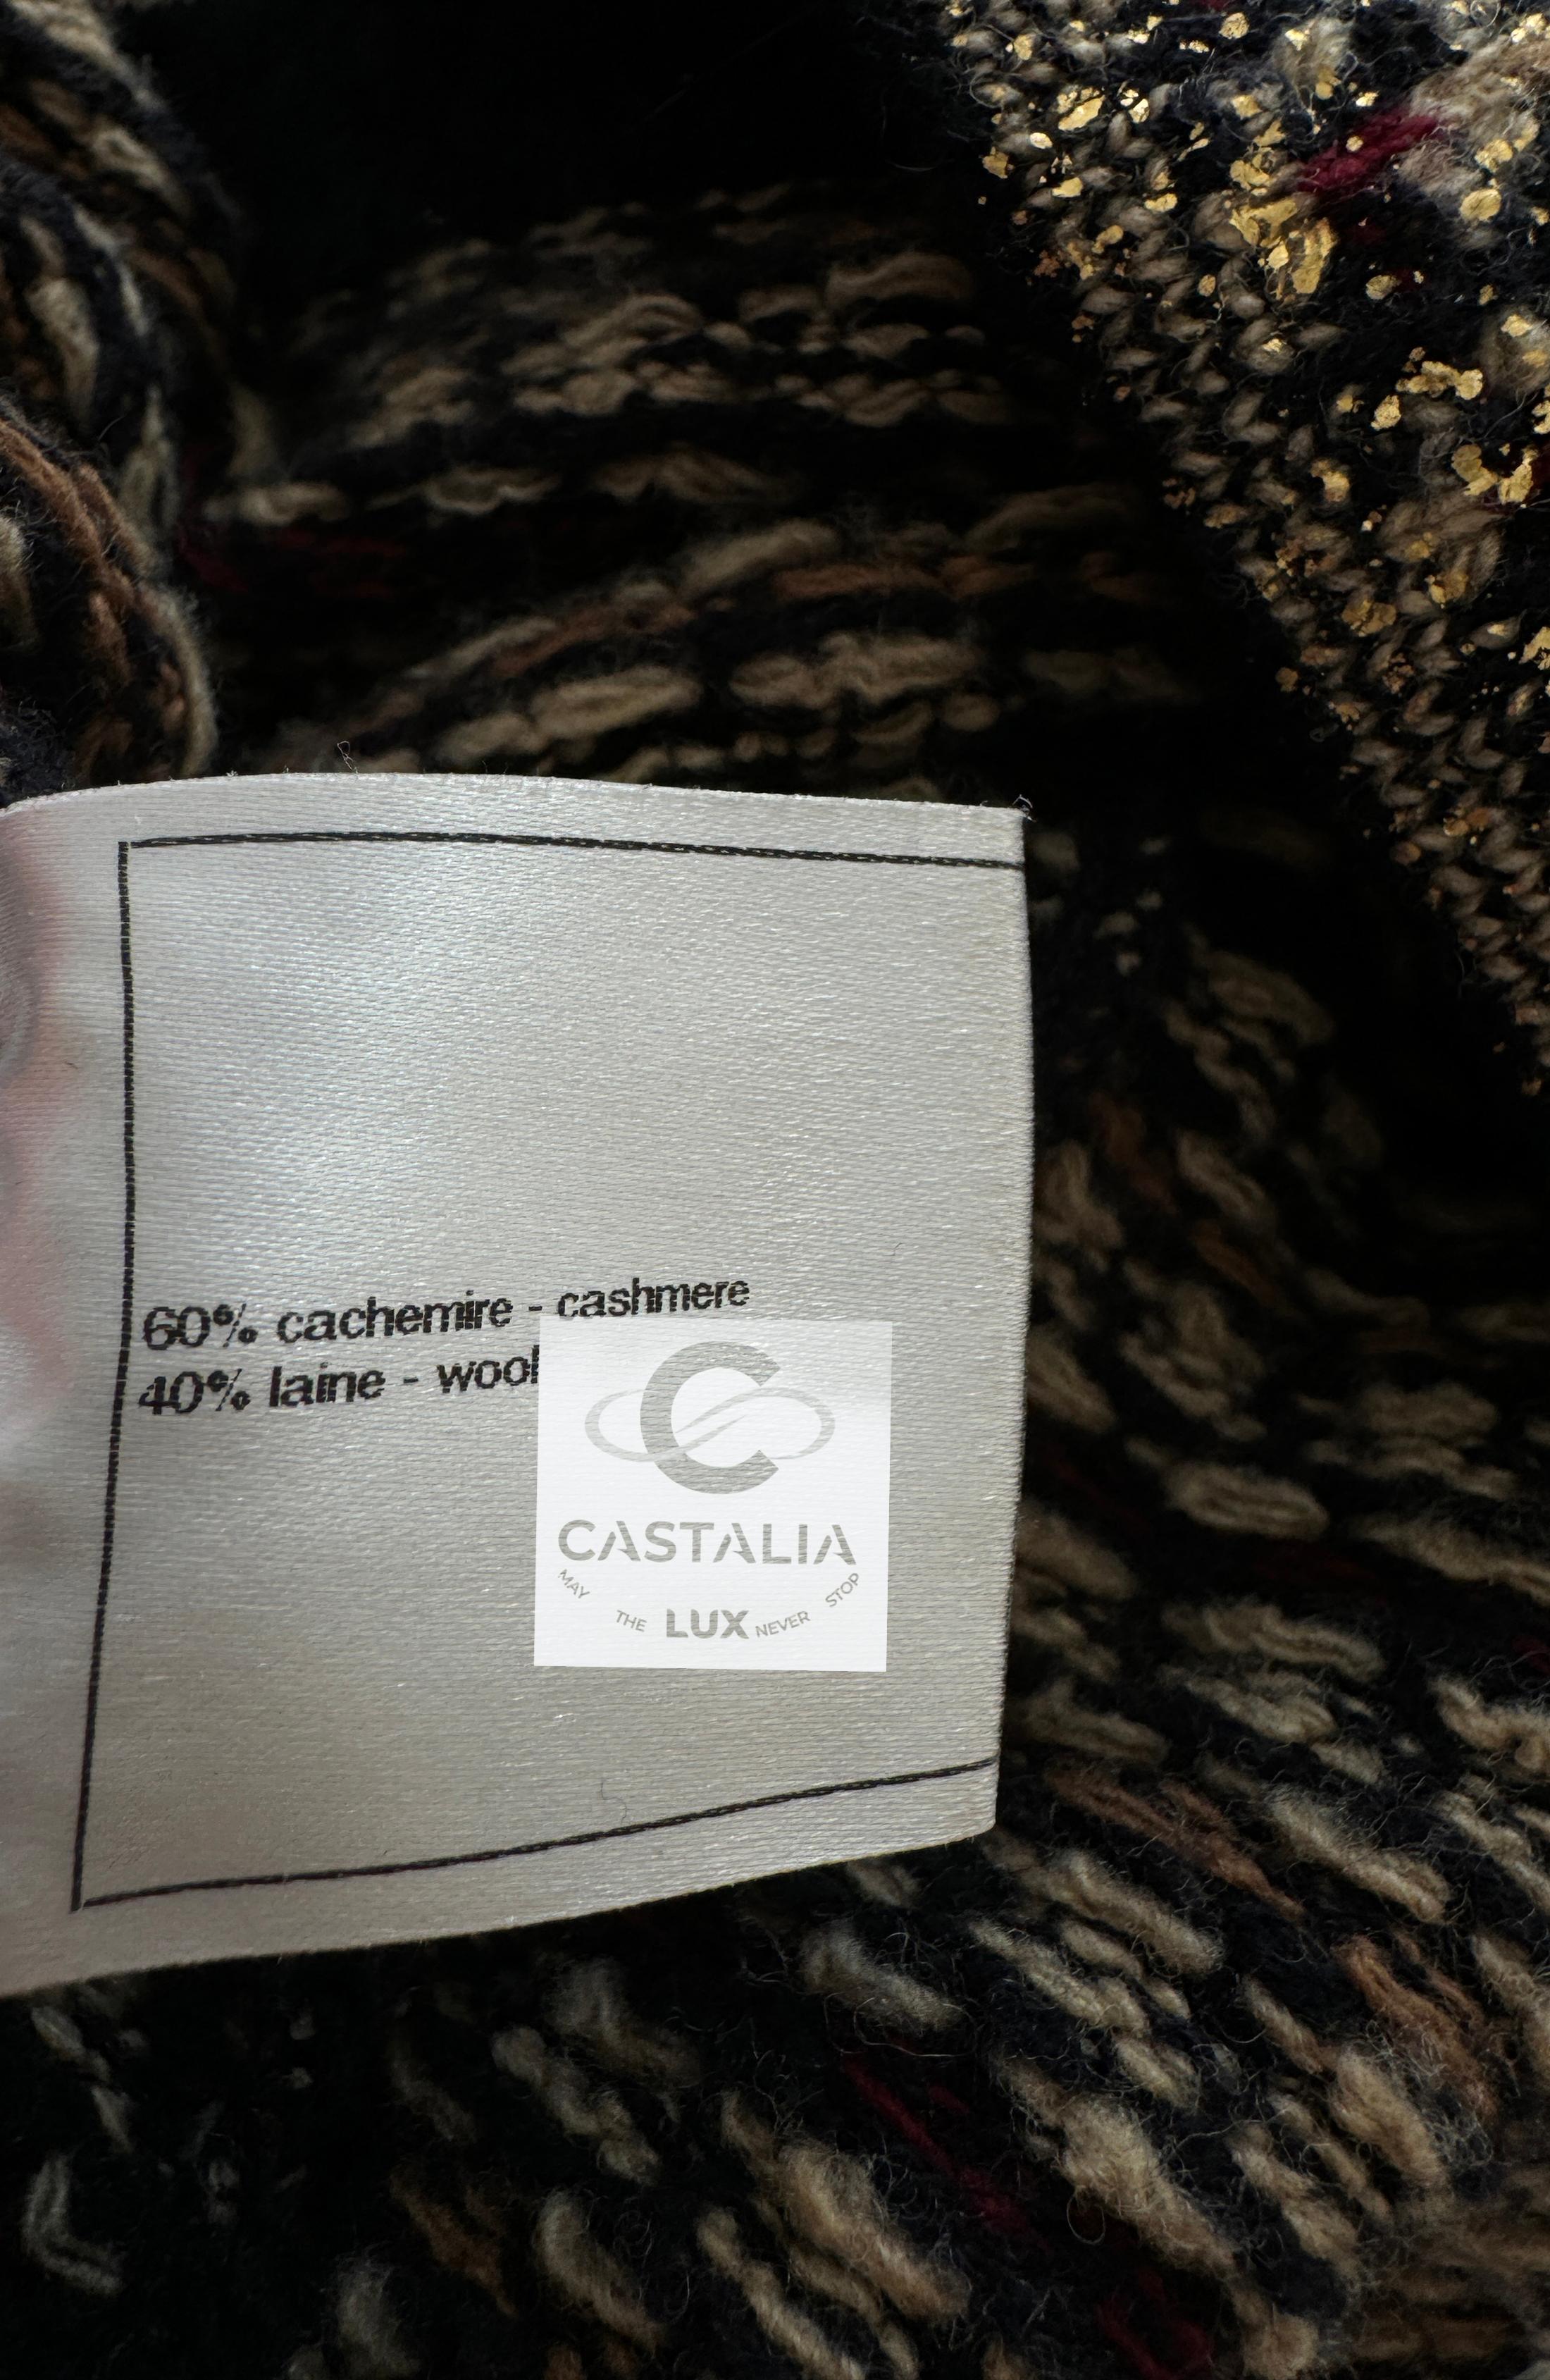 60% cachemire - cashmere
40% laine - wool
C
CASTALIA
MAY THE LUX NEVER STOP